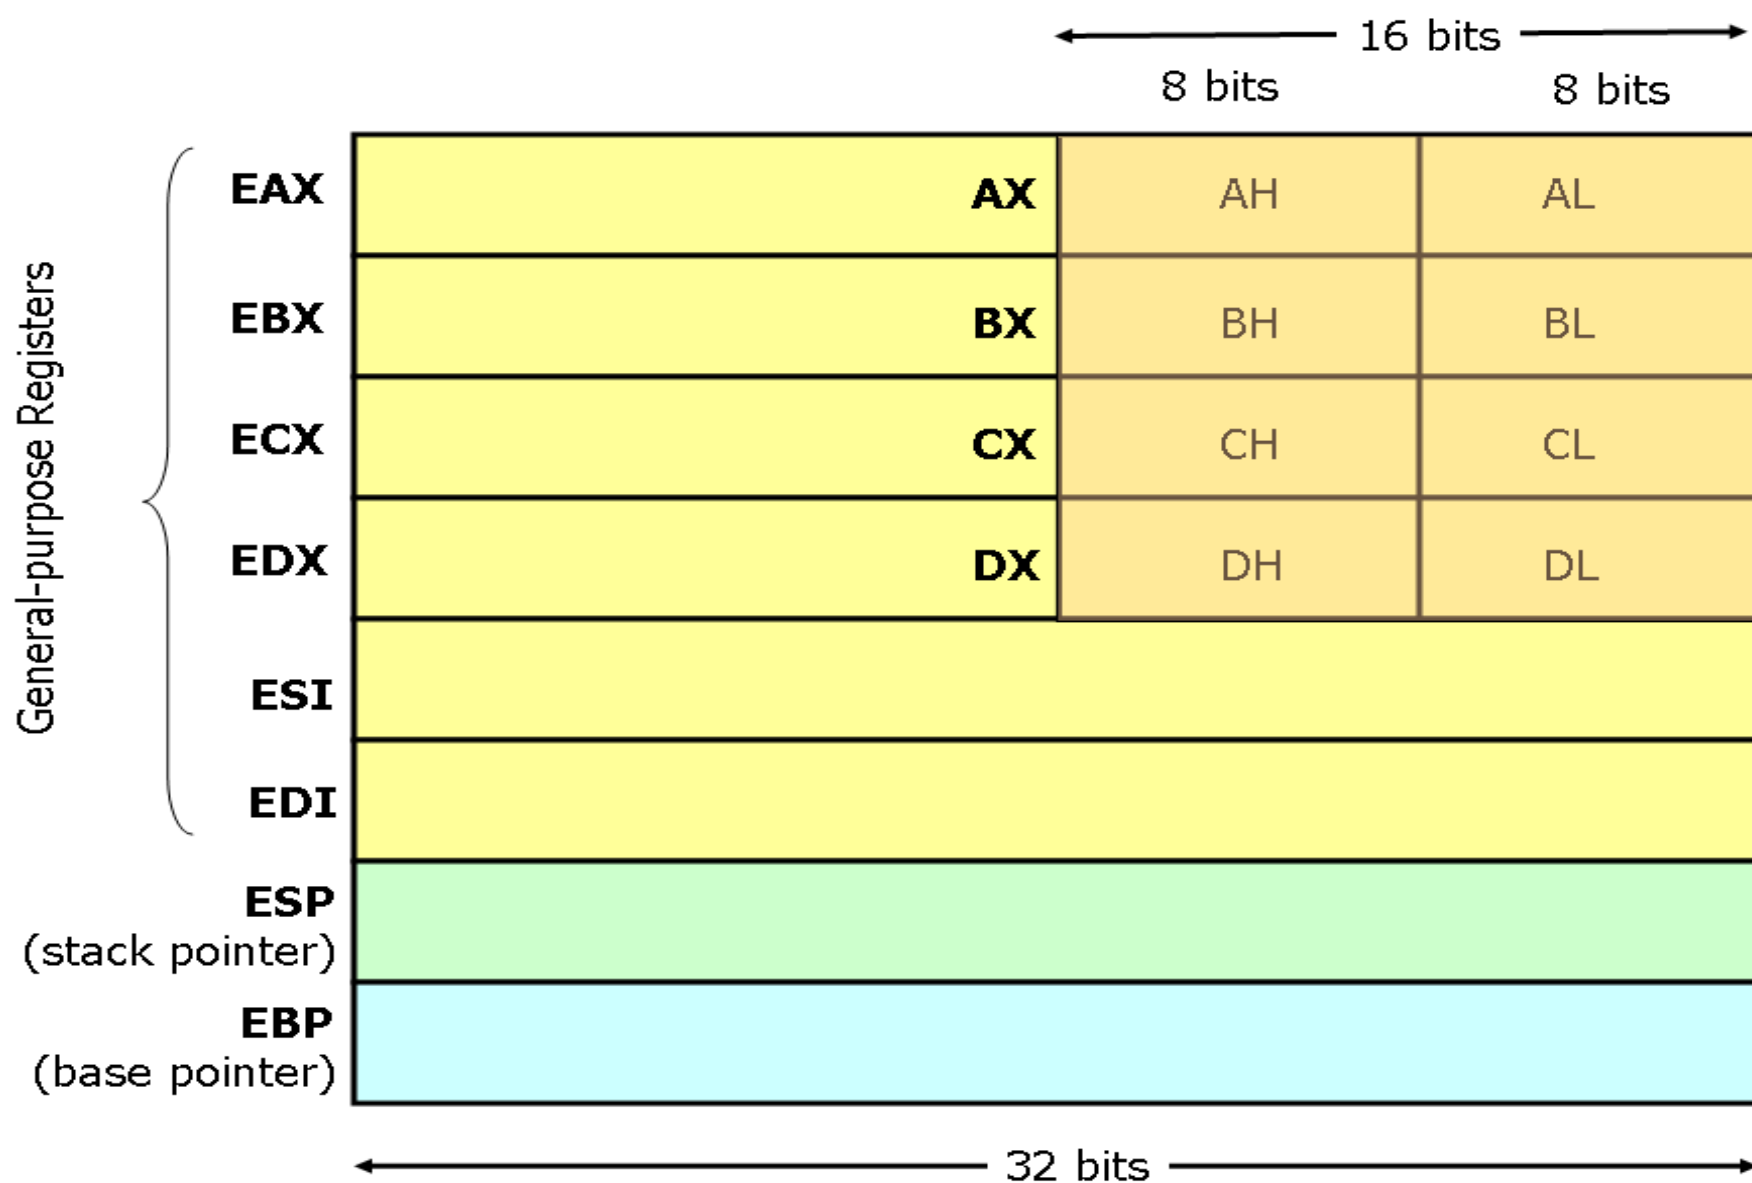 16 bits
8 bits 8 bits
General-purpose Registers
EAX AX AH AL
EBX BX BH BL
ECX CX CH CL
EDX DX DH DL
ESI
EDI
ESP
(stack pointer)
EBP
(base pointer)
32 bits